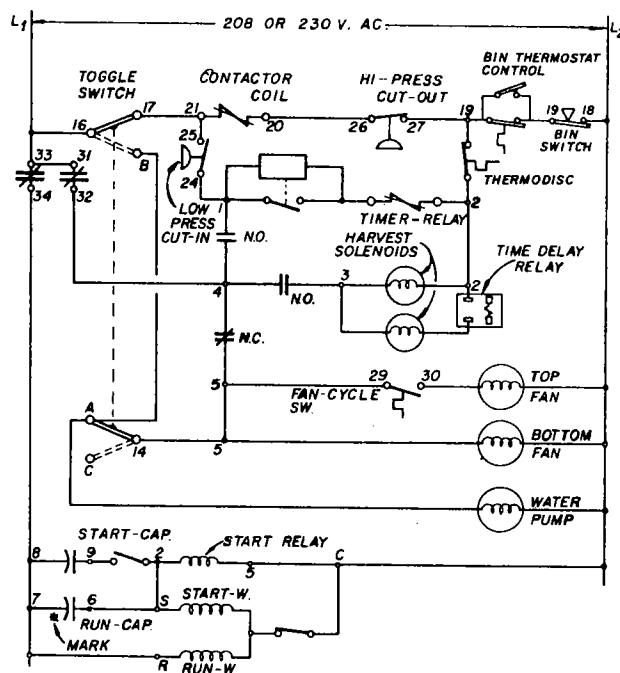 L1
208 OR 230 V. AC.
L2
BIN THERMOSTAT
CONTROL
TOGGLE
SWITCH
CONTACTOR
COIL
HI-PRESS
CUT-OUT
17
21
19
19
18
16
20
26
27
BIN
SWITCH
B
25
33
31
24
THERMODISC
34
32
LOW
PRESS
CUT-IN
1
TIMER-RELAY
2
N.O.
HARVEST
SOLENOIDS
TIME DELAY
RELAY
4
3
2
N.O.
N.C.
5
29
30
TOP
FAN
FAN-CYCLE
SW.
A
14
5
BOTTOM
FAN
C
WATER
PUMP
START-CAP.
START RELAY
8
9
2
5
C
7
6
S
START-W.
RUN-CAP.
*
MARK
R
RUN-W